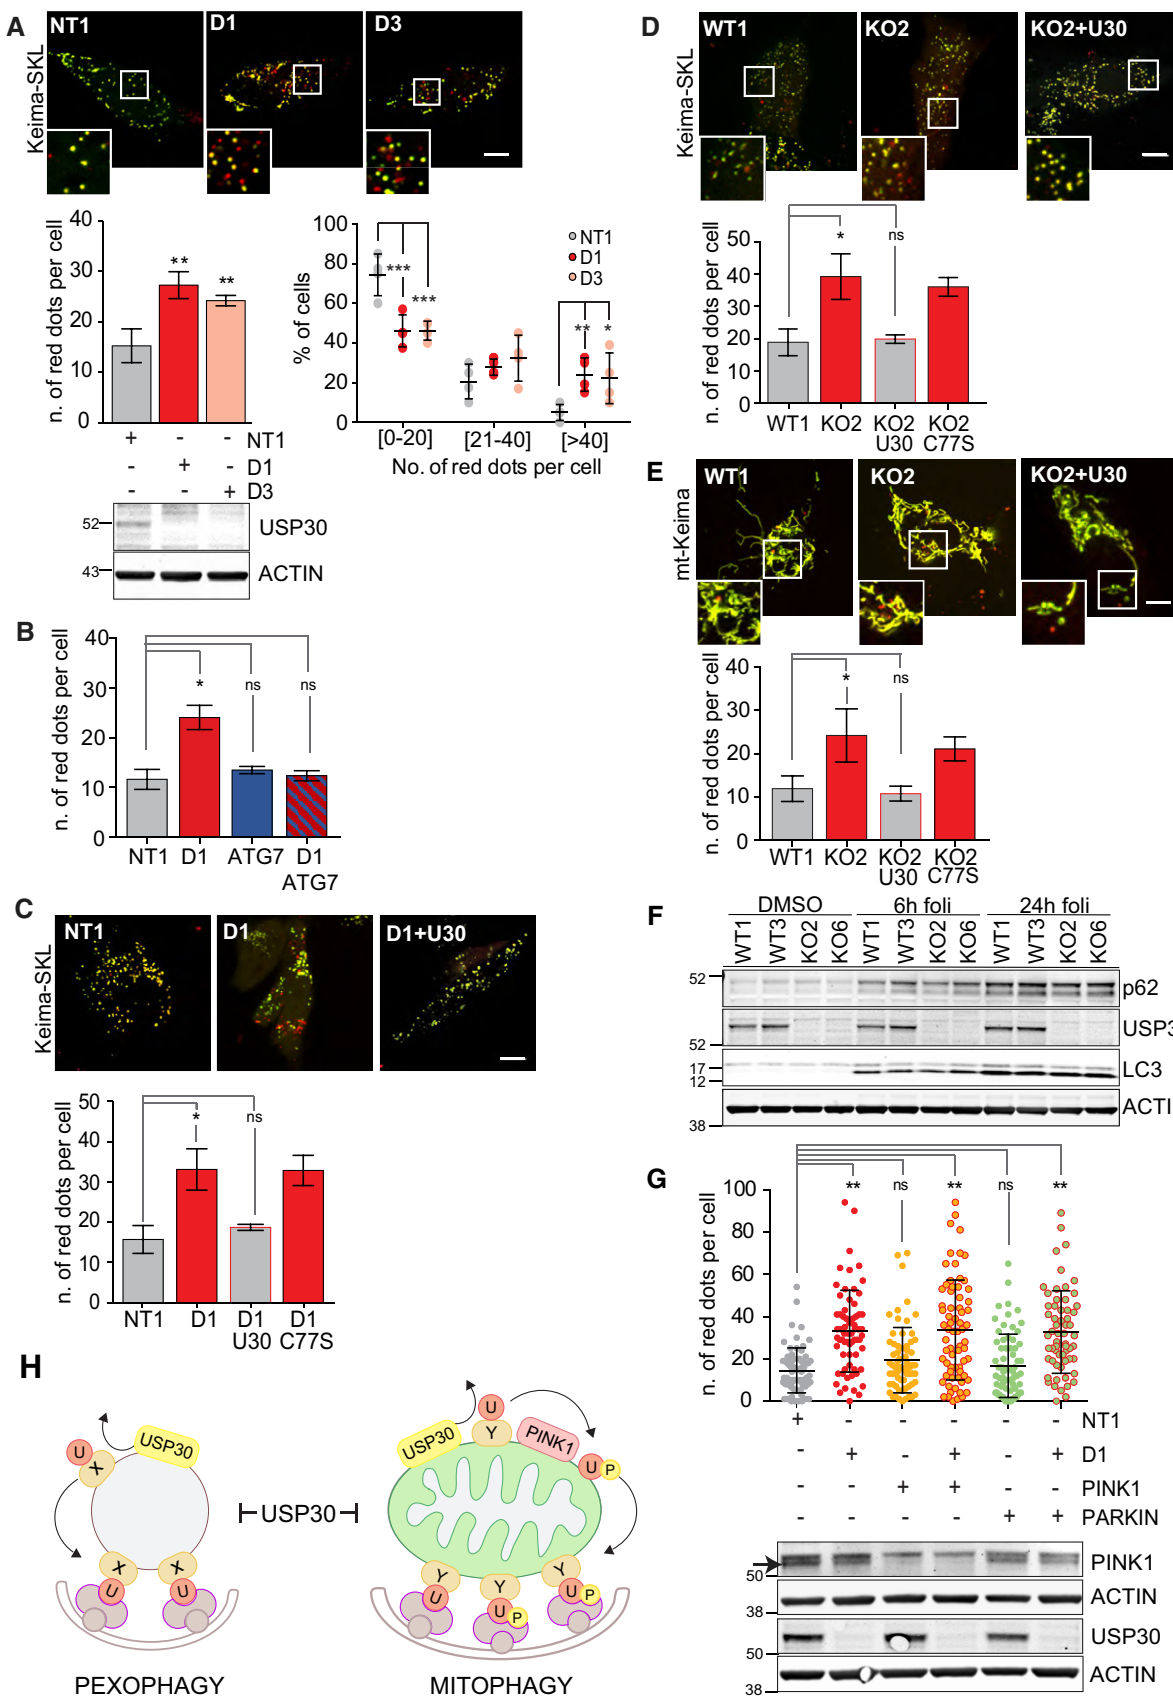 A
NT1
D1
D3
Keima-SKL
n. of red dots per cell
40
30
20
10
0
**
**
+ - - NT1
- + - D1
- - + D3
52
USP30
43
ACTIN
% of cells
100
80
60
40
20
0
NT1
D1
D3
***
***
**
*
[0-20] [21-40] [>40]
No. of red dots per cell
B
n. of red dots per cell
40
30
20
10
0
*
ns
ns
NT1 D1 ATG7 D1
ATG7
C
NT1
D1
D1+U30
Keima-SKL
n. of red dots per cell
50
40
30
20
10
0
*
ns
NT1 D1 D1 D1
U30 C77S
D
WT1
KO2
KO2+U30
Keima-SKL
n. of red dots per cell
50
40
30
20
10
0
*
ns
WT1 KO2 KO2 KO2
U30 C77S
E
WT1
KO2
KO2+U30
mt-Keima
n. of red dots per cell
40
30
20
10
0
*
ns
WT1 KO2 KO2 KO2
U30 C77S
F
DMSO 6h foli 24h foli
WT1 WT3 KO2 KO6 WT1 WT3 KO2 KO6 WT1 WT3 KO2 KO6
52
p62
USP3
52
17
LC3
12
ACTI
38
G
n. of red dots per cell
100
80
60
40
20
0
** ns ** ns **
+ - - - - - NT1
- + - + - + D1
- - + + - - PINK1
- - - - + + PARKIN
PINK1
50
ACTIN
38
USP30
50
ACTIN
38
H
U
X
USP30
X X
U U
PEXOPHAGY
USP30
USP30
U
Y
PINK1
U P
Y Y Y
U U P U P
MITOPHAGY